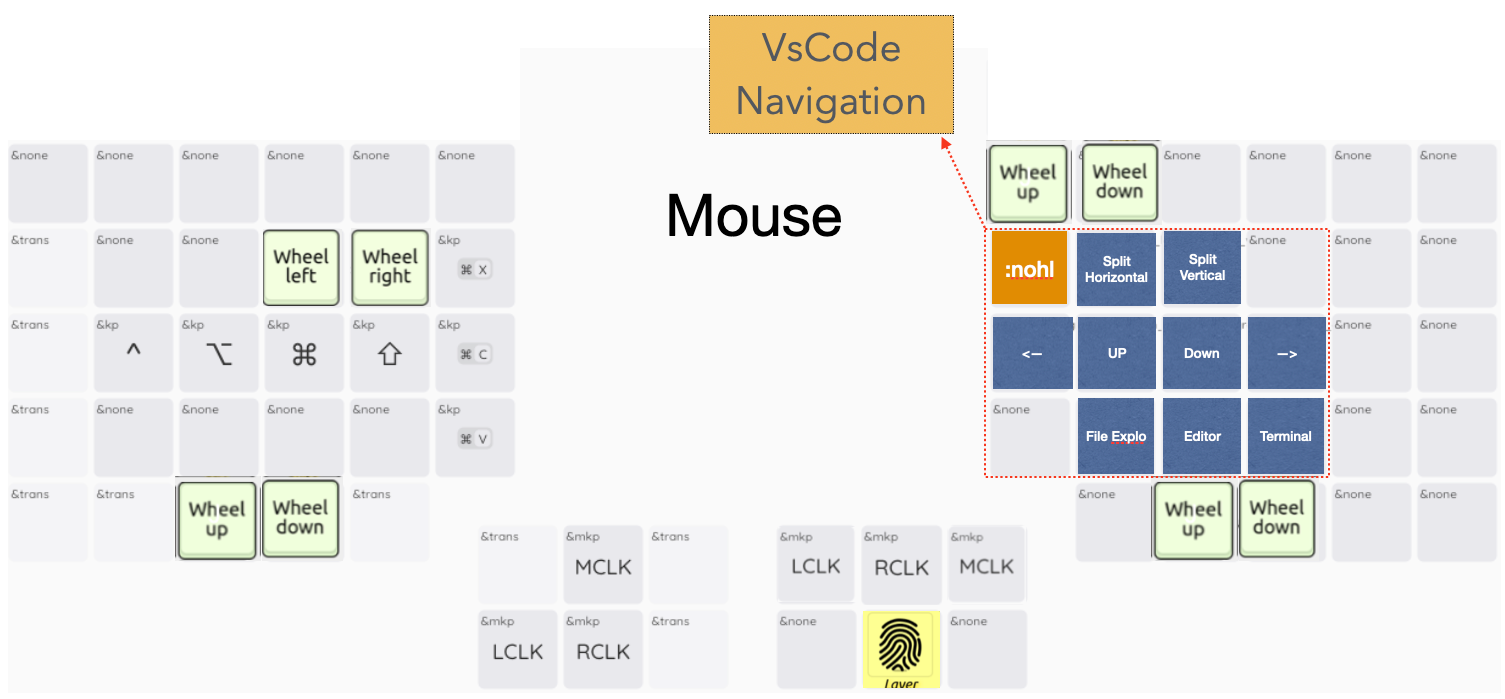 VsCode
Navigation
Mouse
&none &none &none &none &none &none
Wheel
up
Wheel
down
&none &none &none &none
&trans &none &none
Wheel
left
Wheel
right
&kp
⌘ X
:nohl
Split
Horizontal
Split
Vertical
&none &none &none
&trans &kp &kp &kp &kp &kp
^ ⌥ ⌘ ⇧ ⌘ C
<– UP Down –>
&none &none
&trans &none &none &none &none &kp
⌘ V
&none
File Explo Editor Terminal
&none &none
&trans &trans
Wheel
up
Wheel
down
&trans
&none
Wheel
up
Wheel
down
&none &none
&trans &mkp &trans
MCLK
&mkp &mkp &mkp
LCLK RCLK MCLK
&mkp &mkp &trans
LCLK RCLK
&none &none
Layer